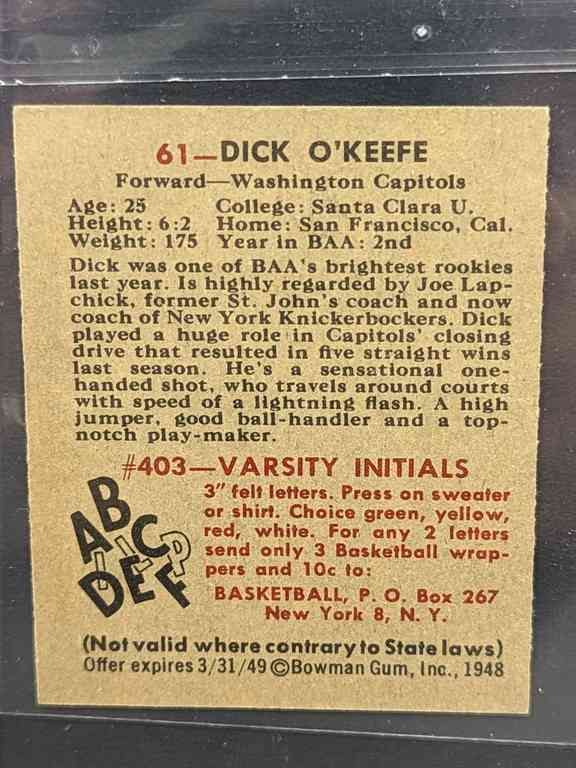 61—DICK O'KEEFE
Forward—Washington Capitols
Age: 25 College: Santa Clara U.
Height: 6:2 Home: San Francisco, Cal.
Weight: 175 Year in BAA: 2nd
Dick was one of BAA's brightest rookies
last year. Is highly regarded by Joe Lap-
chick, former St. John's coach and now
coach of New York Knickerbockers. Dick
played a huge role in Capitols' closing
drive that resulted in five straight wins
last season. He's a sensational one-
handed shot, who travels around courts
with speed of a lightning flash. A high
jumper, good ball-handler and a top-
notch play-maker.
#403—VARSITY INITIALS
3" felt letters. Press on sweater
or shirt. Choice green, yellow,
red, white. For any 2 letters
send only 3 Basketball wrap-
pers and 10c to:
BASKETBALL, P. O. Box 267
New York 8, N. Y.
(Not valid where contrary to State laws)
Offer expires 3/31/49 ©Bowman Gum, Inc., 1948